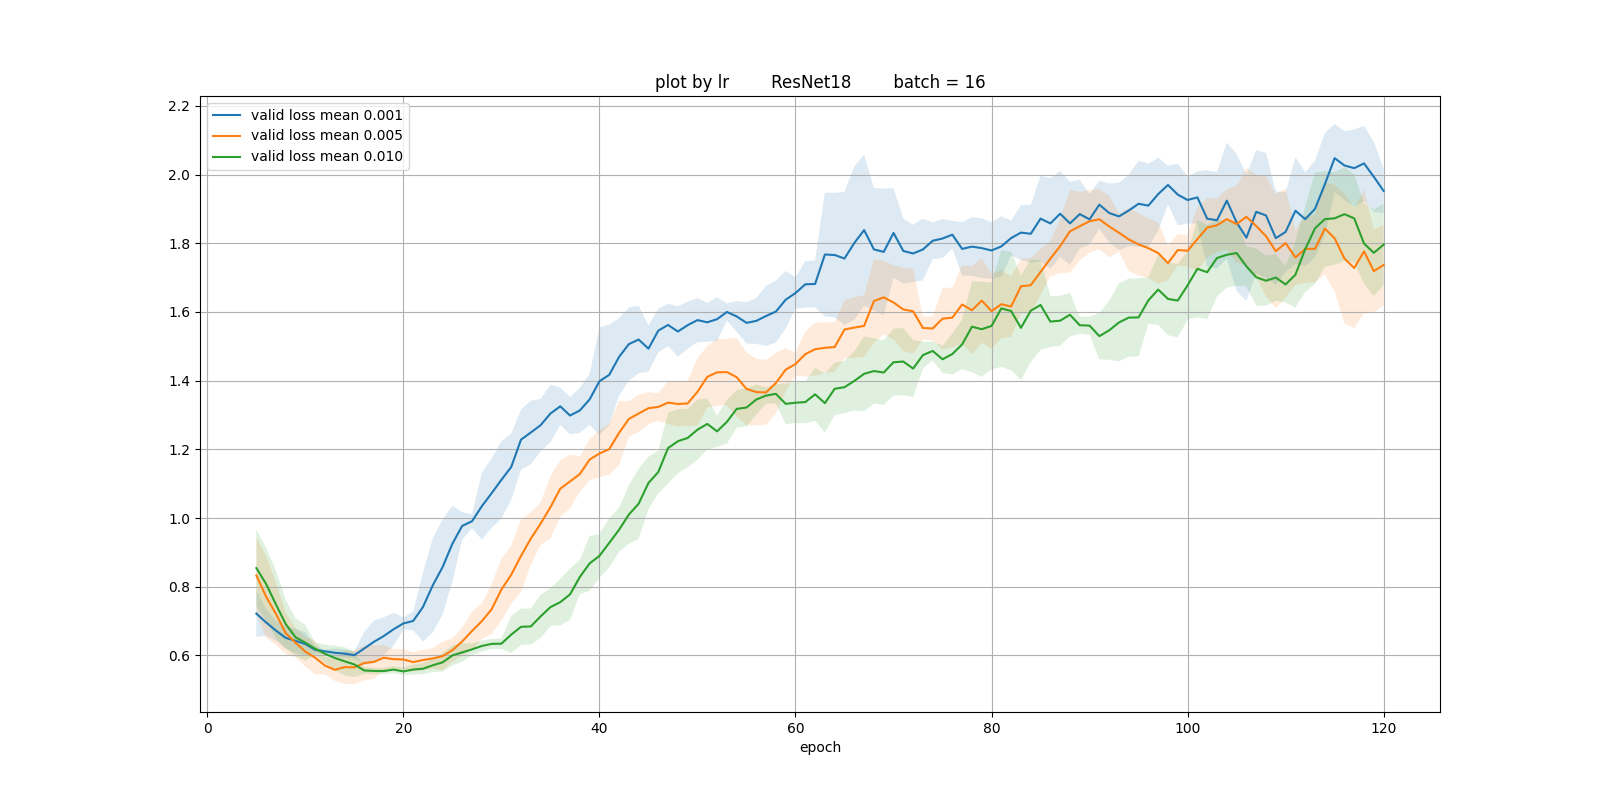 plot by lr ResNet18 batch = 16
valid loss mean 0.001
valid loss mean 0.005
valid loss mean 0.010
2.2
2.0
1.8
1.6
1.4
1.2
1.0
0.8
0.6
0 20 40 60 80 100 120
epoch